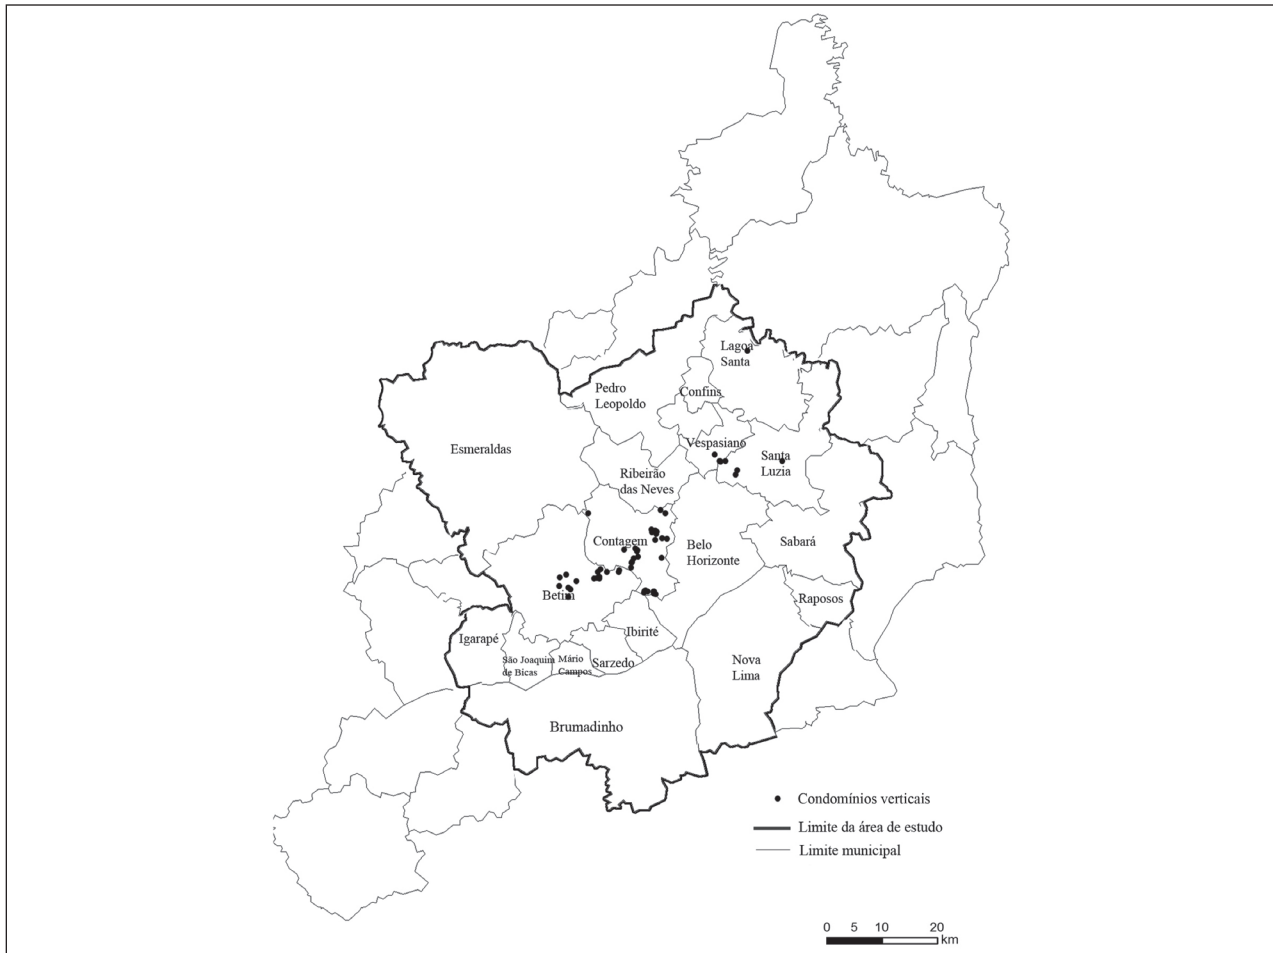 Lagoa
Santa
Confins
Pedro
Leopoldo
Esmeraldas
Vespasiano
Santa
Luzia
Ribeirão
das Neves
Contagem
Belo
Horizonte
Sabará
Betim
Raposos
Igarapé
Ibirité
São Joaquim
de Bicas
Mário
Campos
Sarzedo
Nova
Lima
Brumadinho
Condomínios verticais
Limite da área de estudo
Limite municipal
0 5 10 20
km